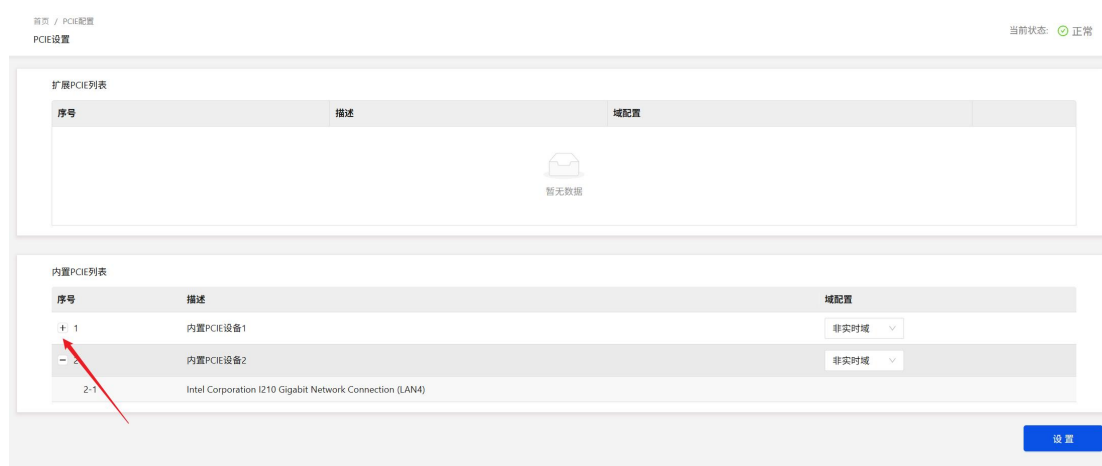 首页 / PCIE配置
PCIE设置
当前状态: 正常
扩展PCIE列表
序号 描述 域配置
暂无数据
内置PCIE列表
序号 描述 域配置
1 内置PCIE设备1 非实时域
2 内置PCIE设备2 非实时域
2-1 Intel Corporation I210 Gigabit Network Connection (LAN4)
设 置